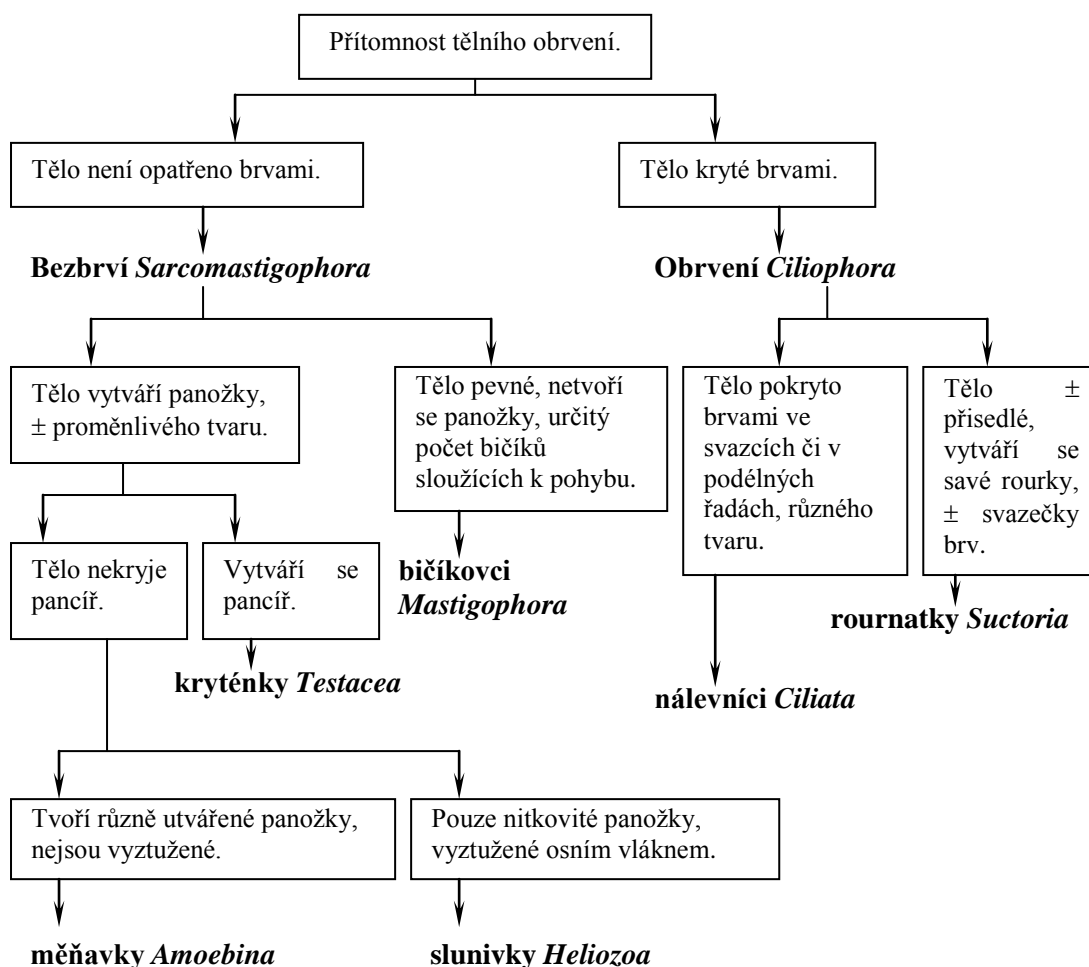 Přítomnost tělního obrvení.
Tělo není opatřeno brvami.
Tělo kryté brvami.
Bezbrví Sarcomastigophora
Obrvení Ciliophora
Tělo vytváří panožky,
± proměnlivého tvaru.
Tělo pevné, netvoří
se panožky, určitý
počet bičíků
sloužících k pohybu.
Tělo pokryto
brvami ve
svazcích či v
podélných
řadách, různého
tvaru.
Tělo ±
přisedlé,
vytváří se
savé rourky,
± svazečky
brv.
Tělo nekryje
pancíř.
Vytváří se
pancíř.
bičíkovci
Mastigophora
rournatky Suctoria
kryténky Testacea
nálevníci Ciliata
Tvoří různě utvářené panožky,
nejsou vyztužené.
Pouze nitkovité panožky,
vyztužené osním vláknem.
měňavky Amoebina
slunivky Heliozoa